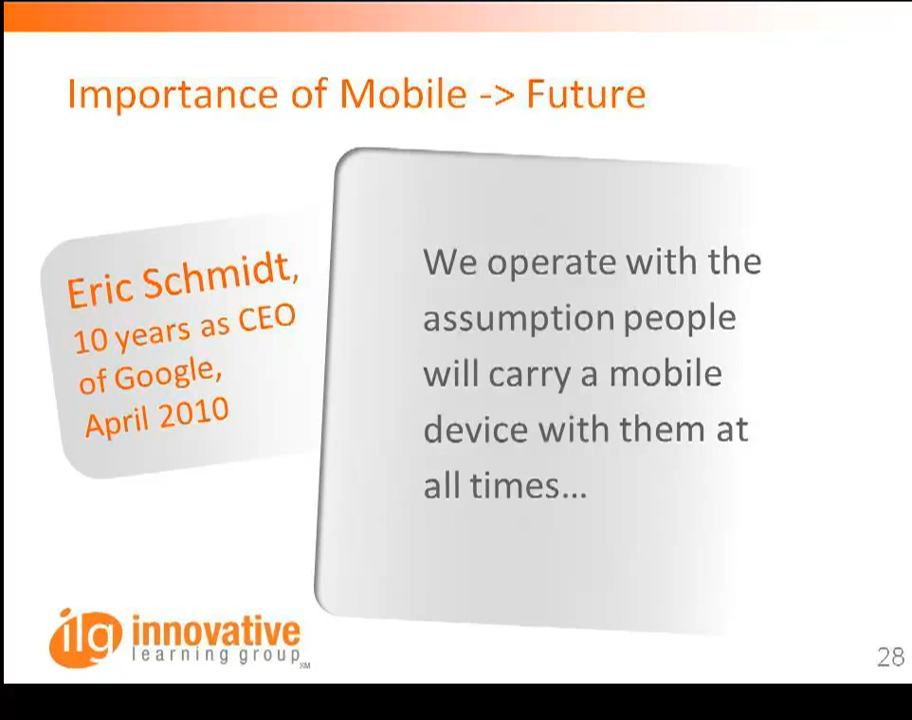 Importance of Mobile -> Future
Eric Schmidt,
10 years as CEO
of Google,
April 2010
We operate with the
assumption people
will carry a mobile
device with them at
all times...
ilg innovative
learning group SM
28